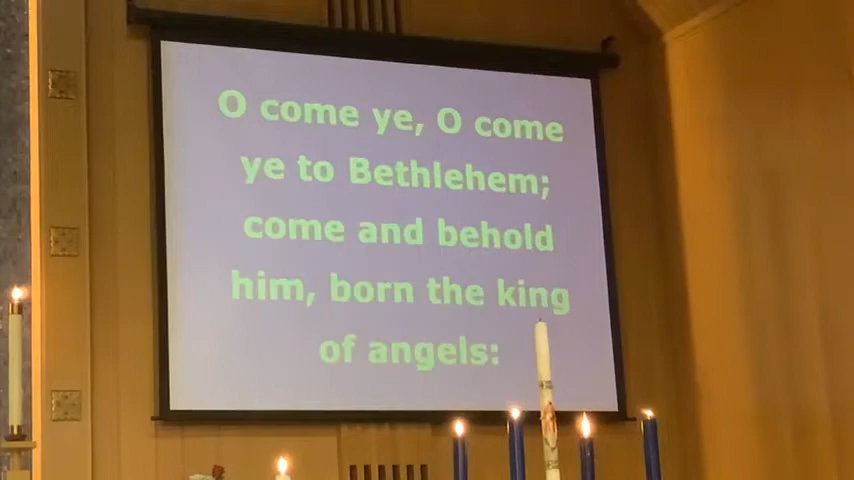 O come ye, O come
ye to Bethlehem;
come and behold
him, born the king
of angels: